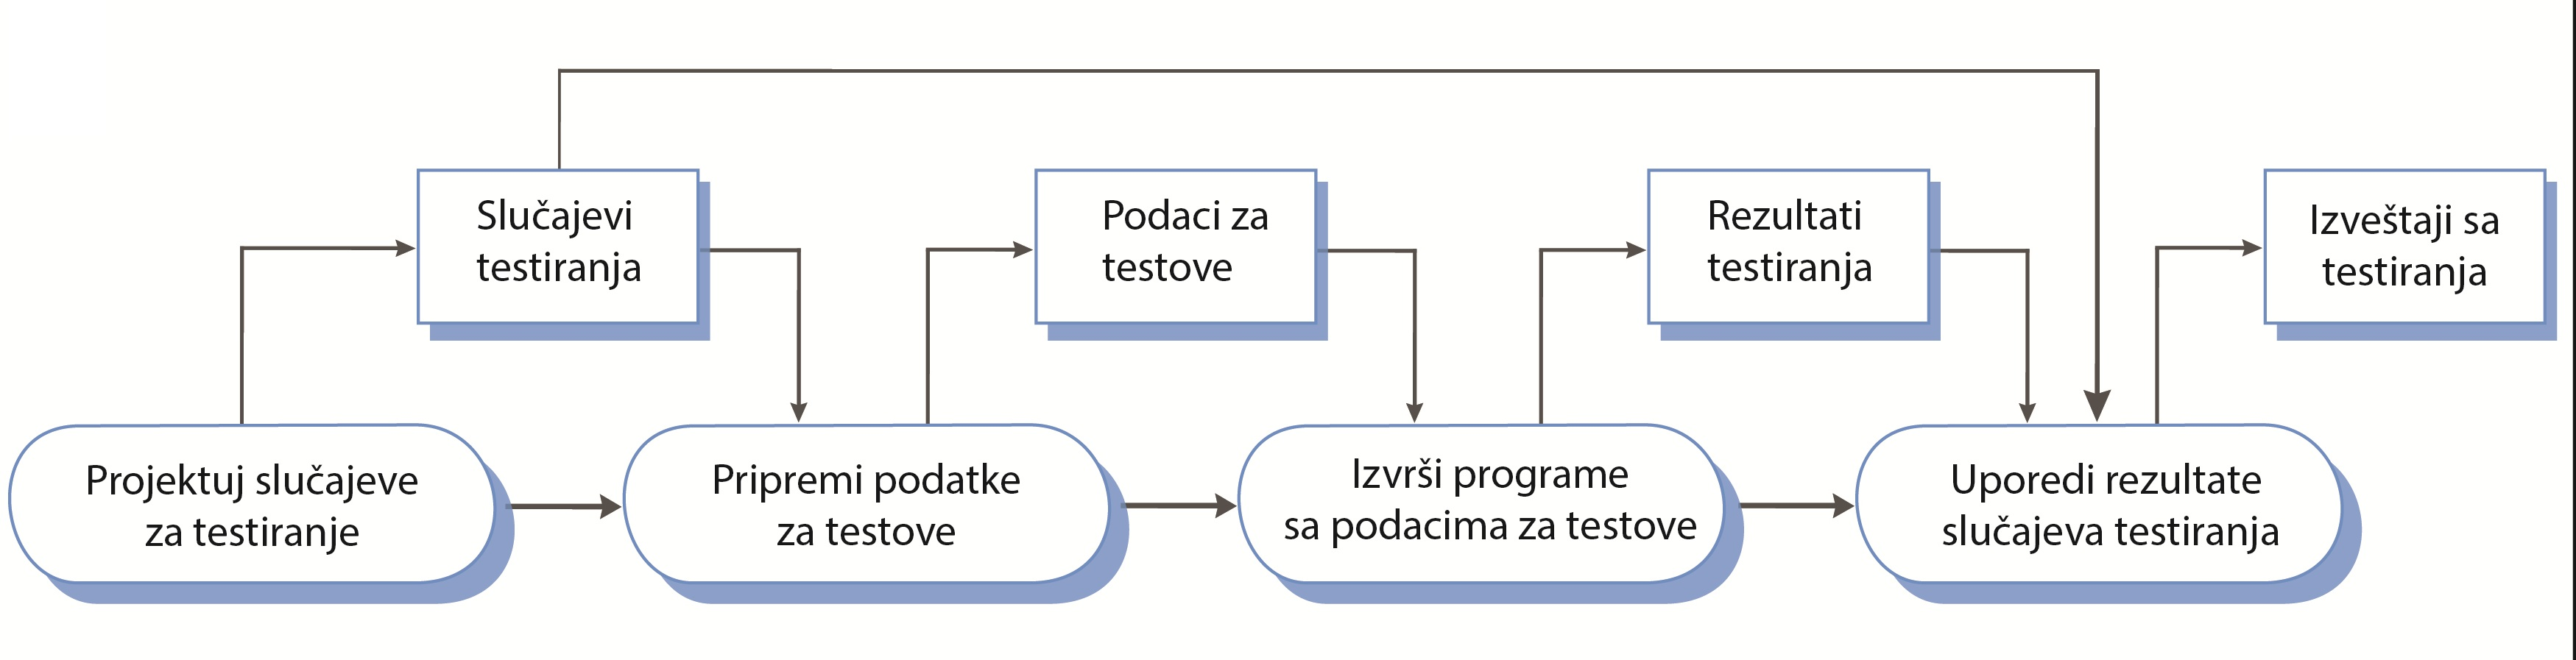 Slučajevi
testiranja
Podaci za
testove
Rezultati
testiranja
Izveštaji sa
testiranja
Projektuj slučajeve
za testiranje
Pripremi podatke
za testove
Izvrši programe
sa podacima za testove
Uporedi rezultate
slučajeva testiranja